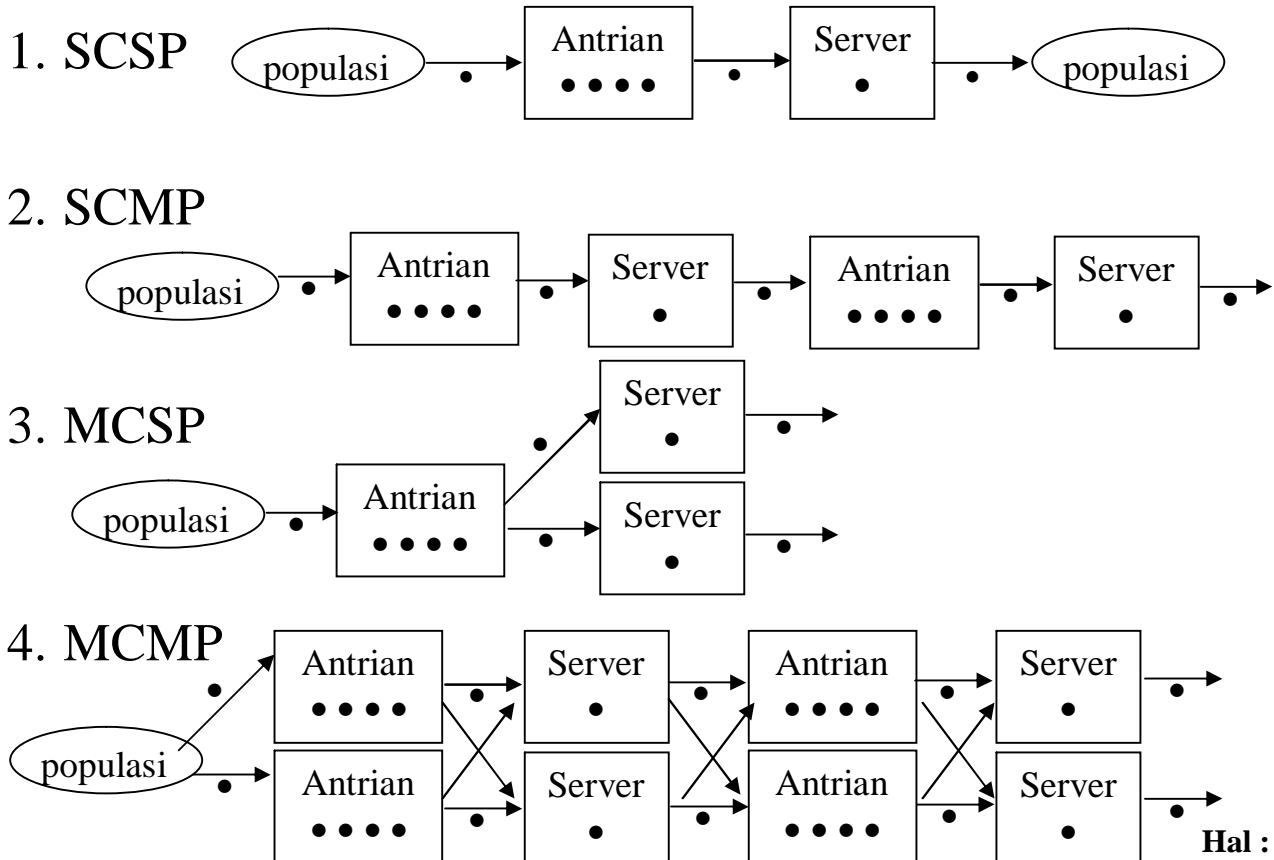 1. SCSP
populasi
Antrian
Server
populasi
2. SCMP
populasi
Antrian
Server
Antrian
Server
3. MCSP
populasi
Antrian
Server
Server
4. MCMP
populasi
Antrian
Server
Antrian
Server
Antrian
Server
Antrian
Server
Hal :